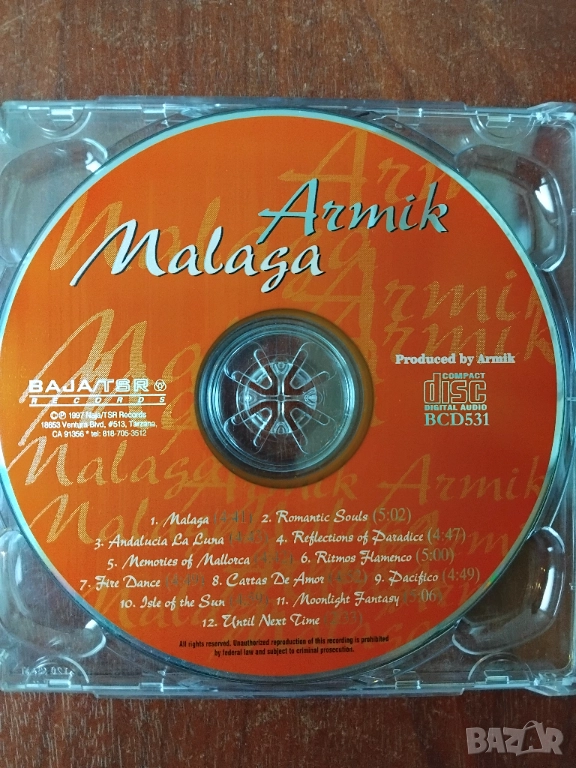 Armik
Malaga
Produced by Armik
BAJA/TSR
RECORDS
©℗ 1997 Baja/TSR Records
18653 Ventura Blvd, #513, Tarzana,
CA 91356 * tel: 818-705-3512
COMPACT
disc
DIGITAL AUDIO
BCD531
1. Malaga (4:41) 2. Romantic Souls (5:02)
3. Andalucia La Luna 4. Reflections of Paradice (4:47)
5. Memories of Mallorca 6. Ritmos Flamenco (5:00)
7. Fire Dance 8. Cartas De Amor 9. Pacifico (4:49)
10. Isle of the Sun 11. Moonlight Fantasy (5:06)
12. Until Next Time
All rights reserved. Unauthorized reproduction of this recording is prohibited
by federal law and subject to criminal prosecution.
BAZAR